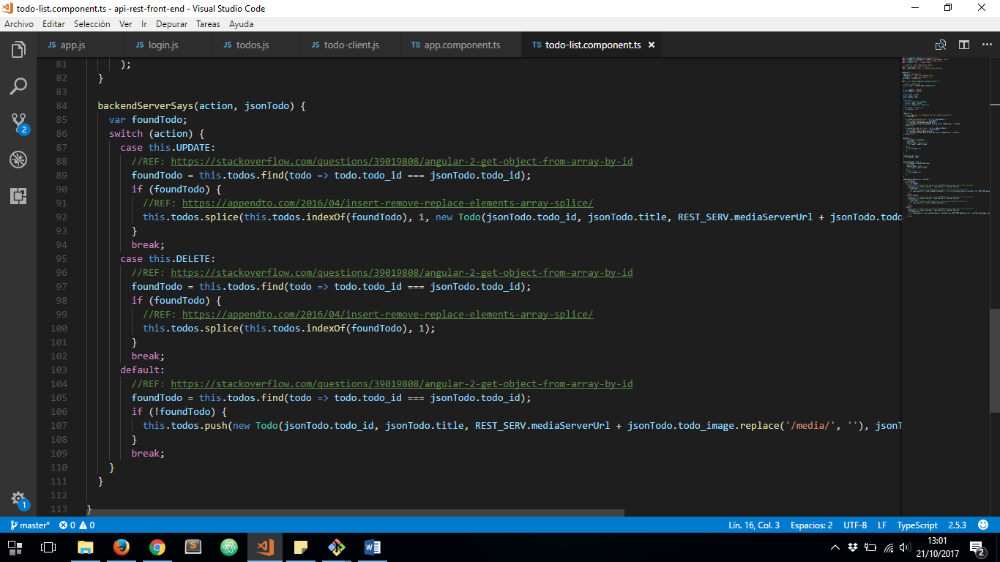 todo-list.component.ts - api-rest-front-end - Visual Studio Code
Archivo Editar Selección Ver Ir Depurar Tareas Ayuda
JS app.js JS login.js JS todos.js JS todo-client.js TS app.component.ts TS todo-list.component.ts
81 );
82 }
83
84 backendServerSays(action, jsonTodo) {
85 var foundTodo;
86 switch (action) {
87 case this.UPDATE:
88 //REF: https://stackoverflow.com/questions/39019808/angular-2-get-object-from-array-by-id
89 foundTodo = this.todos.find(todo => todo.todo_id === jsonTodo.todo_id);
90 if (foundTodo) {
91 //REF: https://appendto.com/2016/04/insert-remove-replace-elements-array-splice/
92 this.todos.splice(this.todos.indexOf(foundTodo), 1, new Todo(jsonTodo.todo_id, jsonTodo.title, REST_SERV.mediaServerUrl + jsonTodo.todo
93 }
94 break;
95 case this.DELETE:
96 //REF: https://stackoverflow.com/questions/39019808/angular-2-get-object-from-array-by-id
97 foundTodo = this.todos.find(todo => todo.todo_id === jsonTodo.todo_id);
98 if (foundTodo) {
99 //REF: https://appendto.com/2016/04/insert-remove-replace-elements-array-splice/
100 this.todos.splice(this.todos.indexOf(foundTodo), 1);
101 }
102 break;
103 default:
104 //REF: https://stackoverflow.com/questions/39019808/angular-2-get-object-from-array-by-id
105 foundTodo = this.todos.find(todo => todo.todo_id === jsonTodo.todo_id);
106 if (!foundTodo) {
107 this.todos.push(new Todo(jsonTodo.todo_id, jsonTodo.title, REST_SERV.mediaServerUrl + jsonTodo.todo_image.replace('/media/', ''), jsonT
108 }
109 break;
110 }
111 }
112
113 }
2
1
master* 0 0 Lín. 16, Col. 3 Espacios: 2 UTF-8 LF TypeScript 2.5.3
13:01
21/10/2017
2